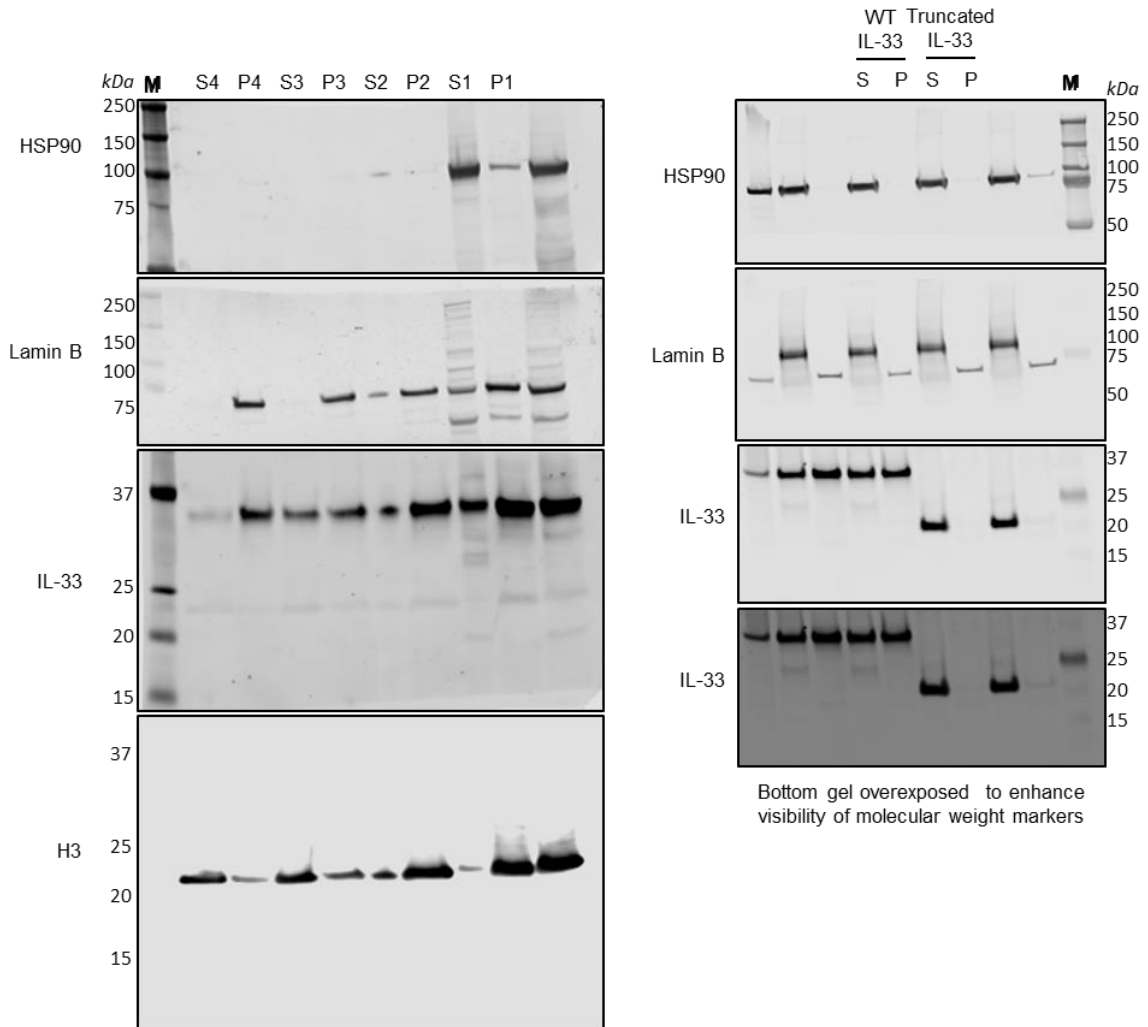 kDa M S4 P4 S3 P3 S2 P2 S1 P1
HSP90
250
150
100
75
Lamin B
250
150
100
75
IL-33
37
25
20
15
H3
37
25
20
15
WT Truncated
IL-33 IL-33
S P S P M kDa
HSP90
250
150
100
75
50
Lamin B
250
150
100
75
50
IL-33
37
25
20
15
IL-33
37
25
20
15
Bottom gel overexposed to enhance
visibility of molecular weight markers